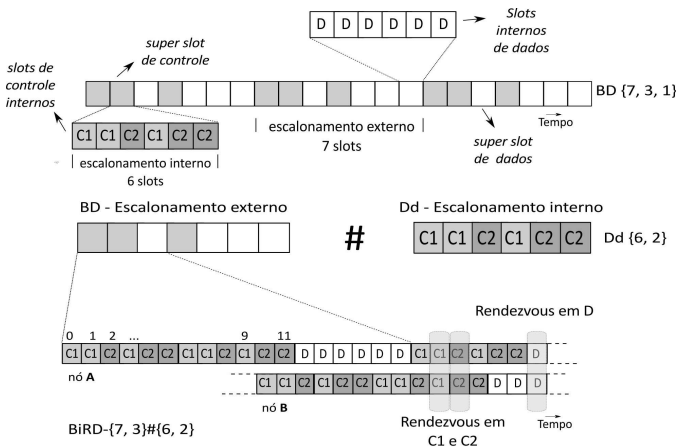 Slots
internos
de dados
D D D D D D
super slot
de controle
slots de
controle
internos
BD {7, 3, 1}
Tempo
C1 C1 C2 C1 C2 C2
escalonamento externo
7 slots
super slot
de dados
escalonamento interno
6 slots
BD - Escalonamento externo
#
Dd - Escalonamento interno
C1 C1 C2 C1 C2 C2
Dd {6, 2}
Rendezvous em D
0 1 2 ... 9 11
C1 C1 C2 C1 C2 C2 C1 C1 C2 C1 C2 C2 D D D D D D C1 C1 C2 C1 C2 C2 D
nó A
C1 C1 C2 C1 C2 C2 C1 C1 C2 C1 C2 C2 D D D
nó B
Rendezvous em
C1 e C2
Tempo
BiRD-{7, 3}#{6, 2}